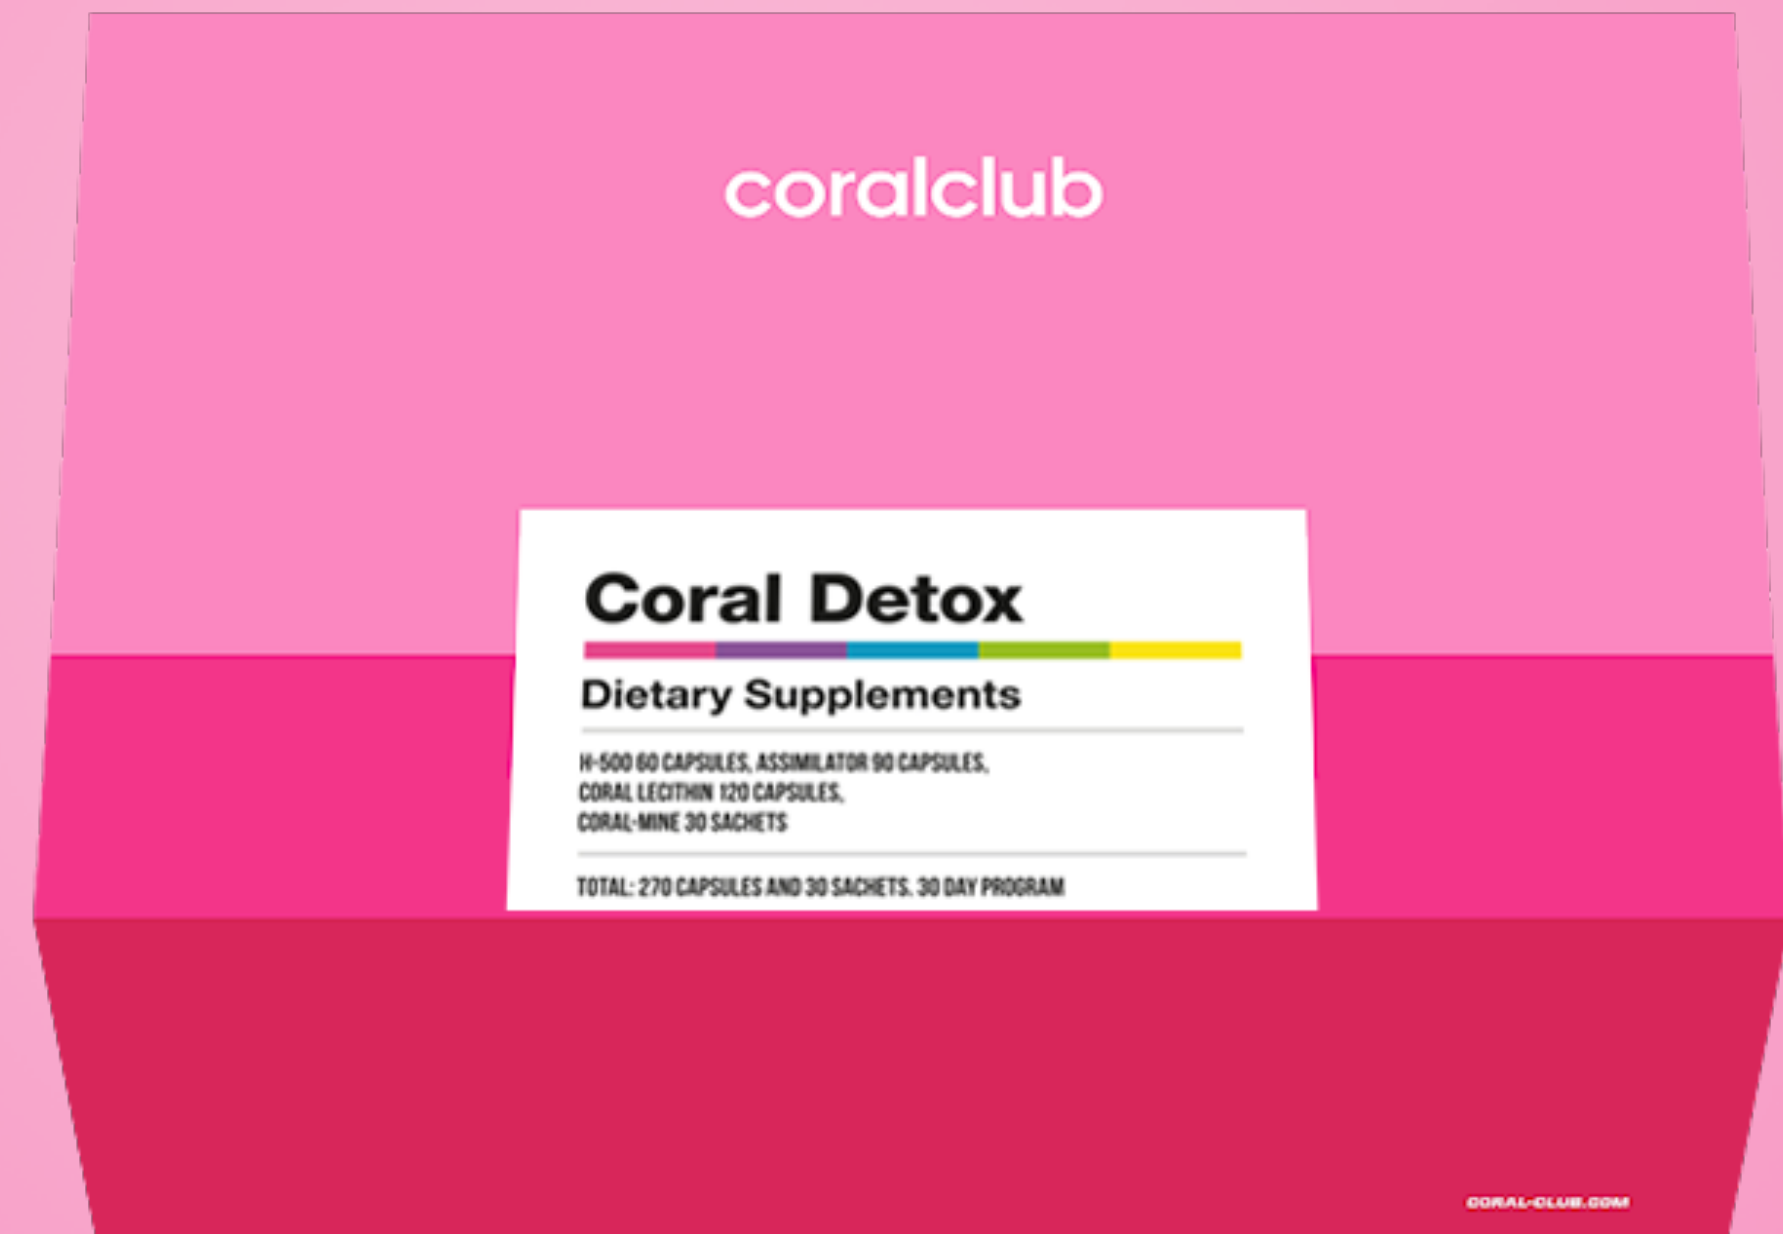 coralclub
Coral Detox
Dietary Supplements
H-500 60 CAPSULES, ASSIMILATOR 90 CAPSULES,
CORAL LECITHIN 120 CAPSULES,
CORAL-MINE 30 SACHETS
TOTAL: 270 CAPSULES AND 30 SACHETS. 30 DAY PROGRAM
CORAL-CLUB.COM